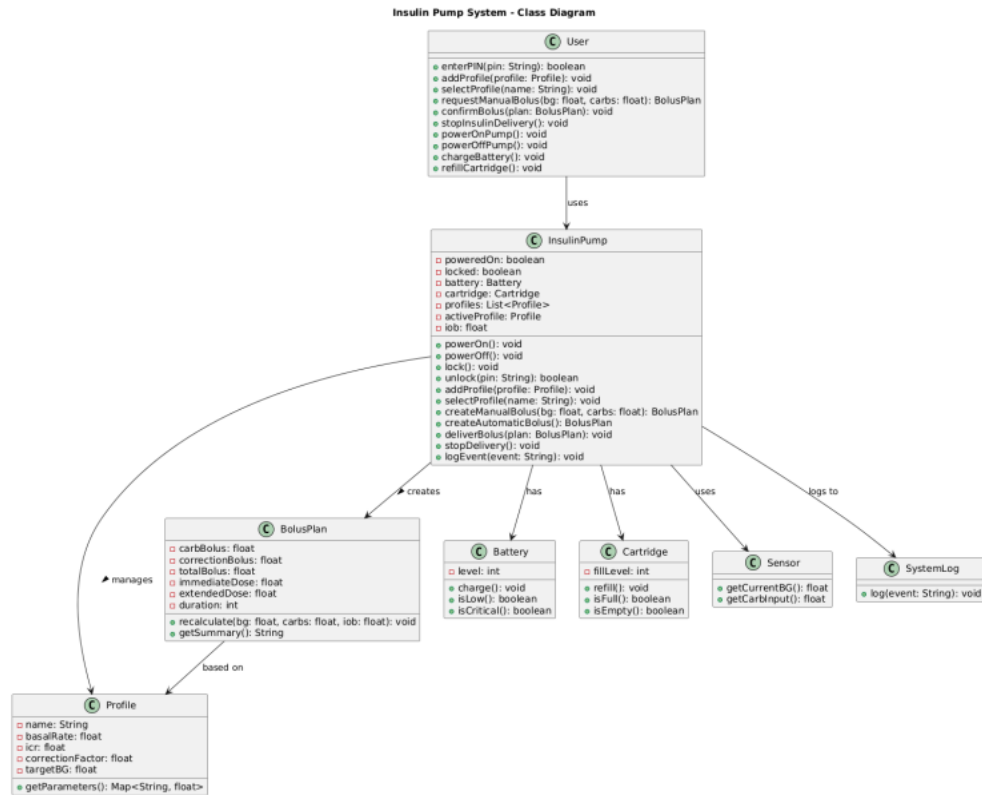 Insulin Pump System - Class Diagram
C User
enterPIN(pin: String): boolean
addProfile(profile: Profile): void
selectProfile(name: String): void
requestManualBolus(bg: float, carbs: float): BolusPlan
confirmBolus(plan: BolusPlan): void
stopInsulinDelivery(): void
powerOnPump(): void
powerOffPump(): void
chargeBattery(): void
refillCartridge(): void
uses
C InsulinPump
poweredOn: boolean
locked: boolean
battery: Battery
cartridge: Cartridge
profiles: List<Profile>
activeProfile: Profile
iob: float
powerOn(): void
powerOff(): void
lock(): void
unlock(pin: String): boolean
addProfile(profile: Profile): void
selectProfile(name: String): void
createManualBolus(bg: float, carbs: float): BolusPlan
createAutomaticBolus(): BolusPlan
deliverBolus(plan: BolusPlan): void
stopDelivery(): void
logEvent(event: String): void
creates
has
has
uses
logs to
C BolusPlan
carbBolus: float
correctionBolus: float
totalBolus: float
immediateDose: float
extendedDose: float
duration: int
recalculate(bg: float, carbs: float, iob: float): void
getSummary(): String
C Battery
level: int
charge(): void
isLow(): boolean
isCritical(): boolean
C Cartridge
fillLevel: int
refill(): void
isFull(): boolean
isEmpty(): boolean
C Sensor
getCurrentBG(): float
getCarbInput(): float
C SystemLog
log(event: String): void
manages
based on
C Profile
name: String
basalRate: float
icr: float
correctionFactor: float
targetBG: float
getParameters(): Map<String, float>